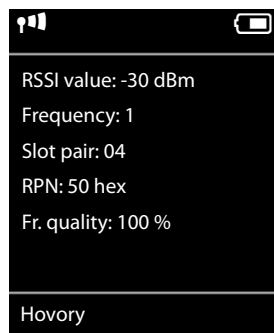 RSSI value: -30 dBm
Frequency: 1
Slot pair: 04
RPN: 50 hex
Fr. quality: 100 %
Hovory